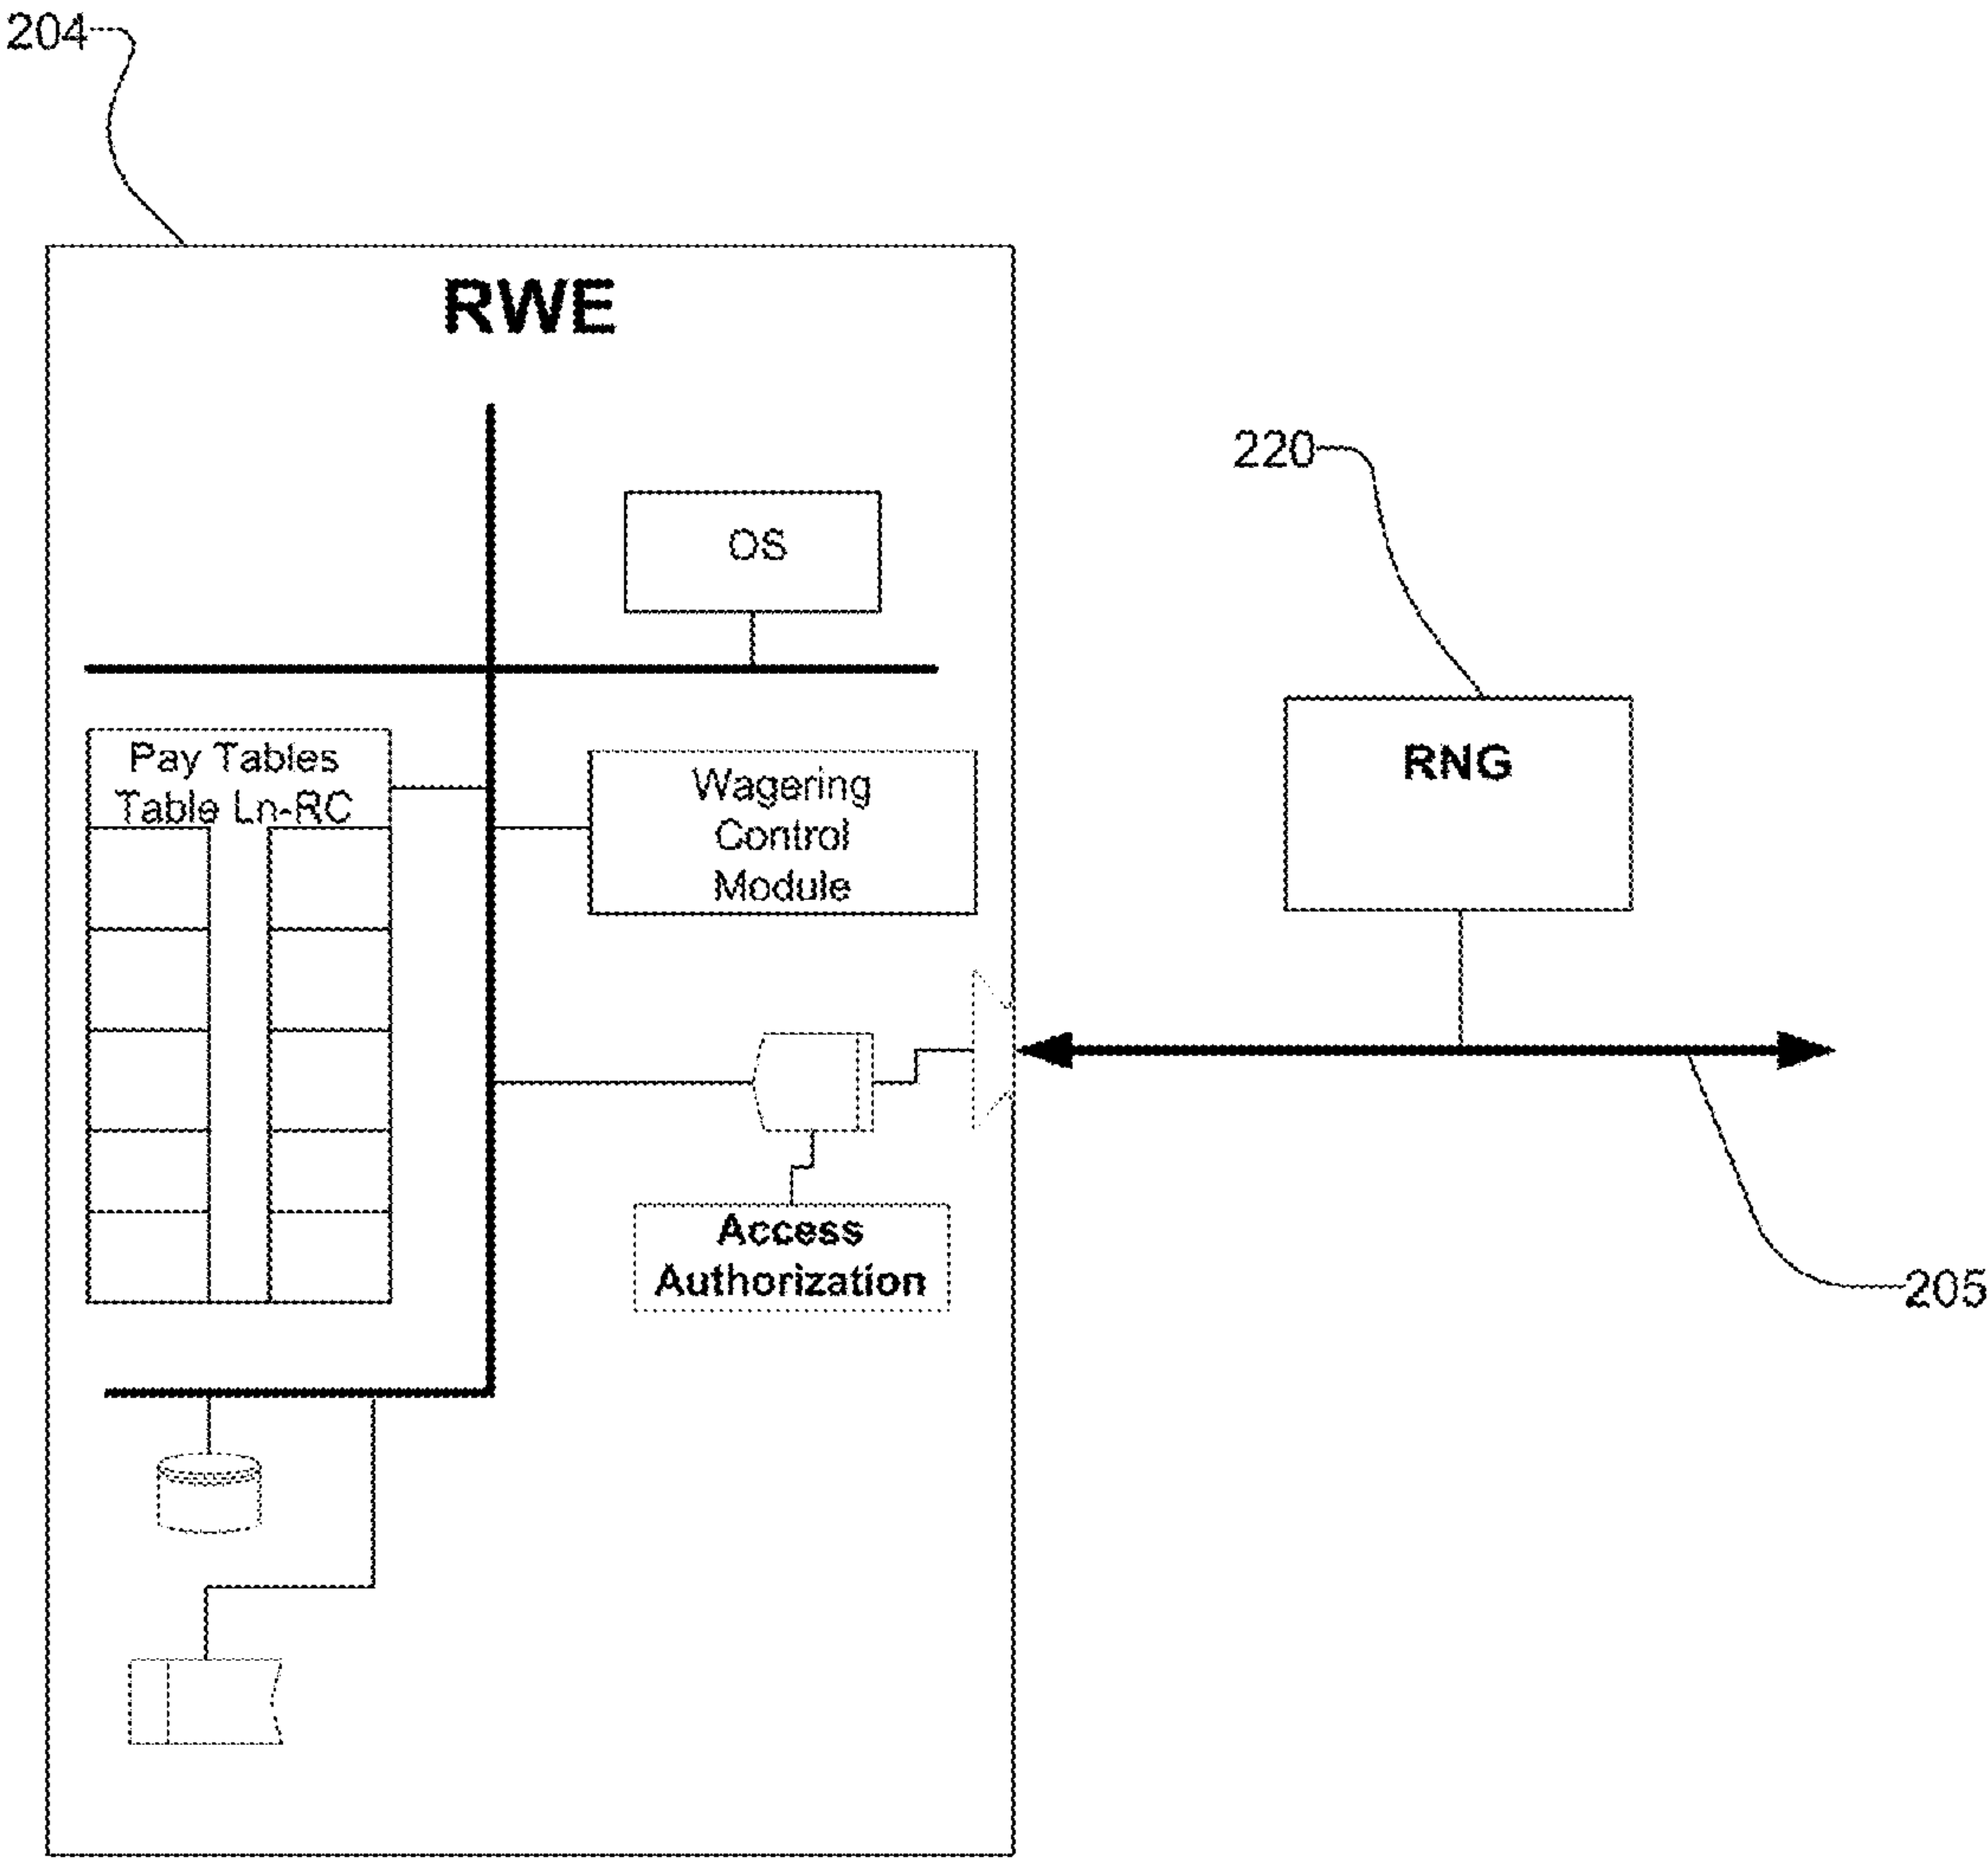 204
RWE
220
OS
RNG
Pay Tables
Table Ln-RC
Wagering
Control
Module
Access
Authorization
205